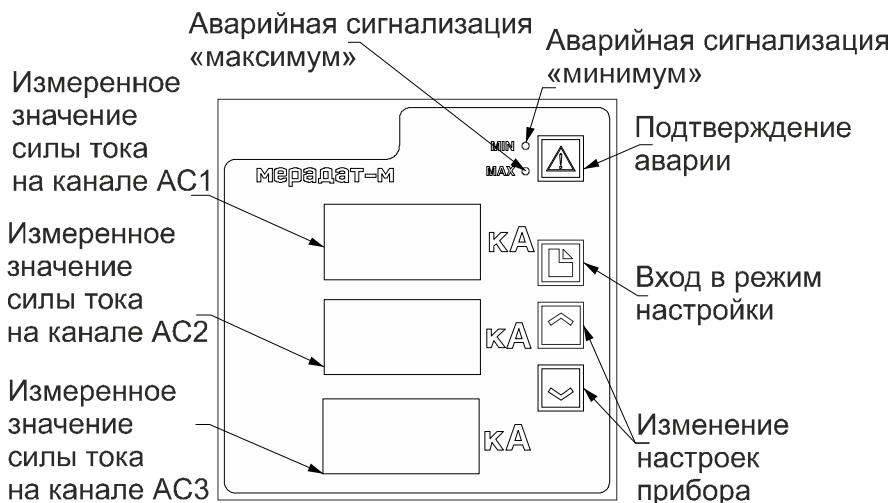 Аварийная сигнализация
«максимум»
Аварийная сигнализация
«минимум»
Измеренное
значение
силы тока
на канале АС1
MIN
MAX
Подтверждение
аварии
мерадат-м
кА
Измеренное
значение
силы тока
на канале АС2
Вход в режим
настройки
кА
Измеренное
значение
силы тока
на канале АС3
кА
Изменение
настроек
прибора